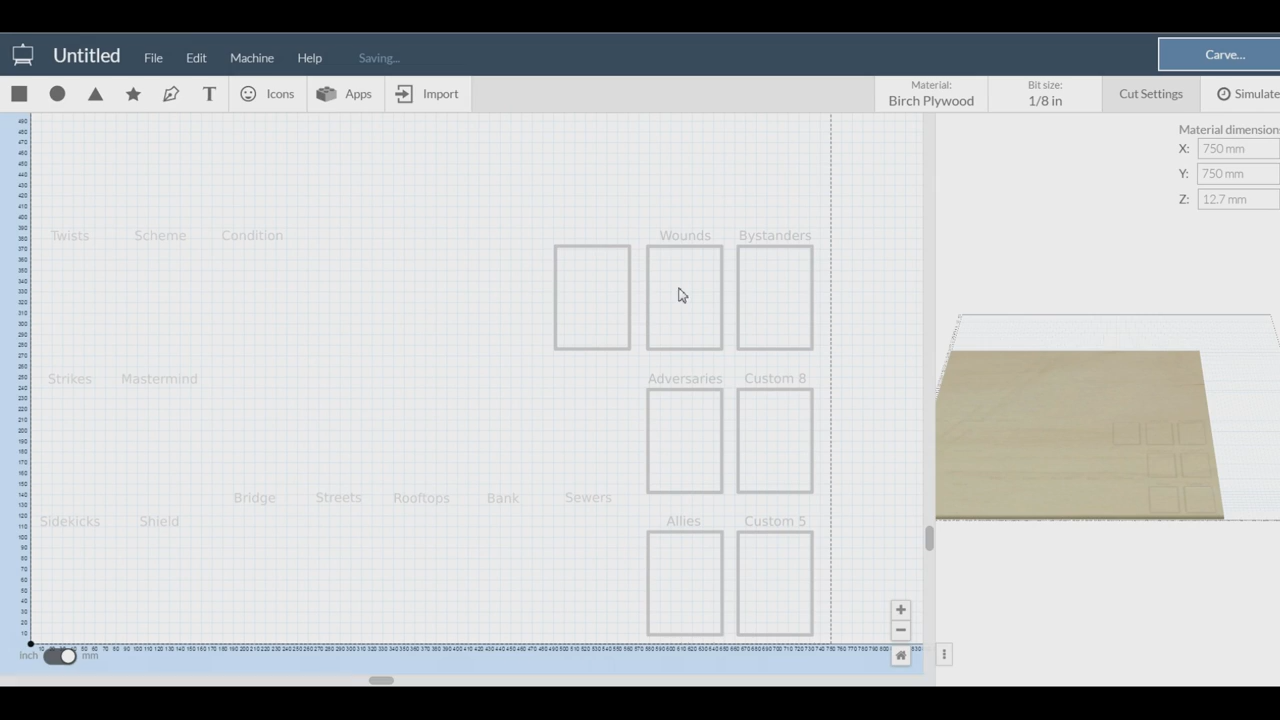 Untitled File Edit Machine Help Saving... Carve...
T Icons Apps Import Material: Birch Plywood Bit size: 1/8 in Cut Settings Simulate
Material dimension
X: 750 mm
Y: 750 mm
Z: 12.7 mm
Twists Scheme Condition Wounds Bystanders
Strikes Mastermind Adversaries Custom 8
Bridge Streets Rooftops Bank Sewers
Sidekicks Shield Allies Custom 5
inch mm